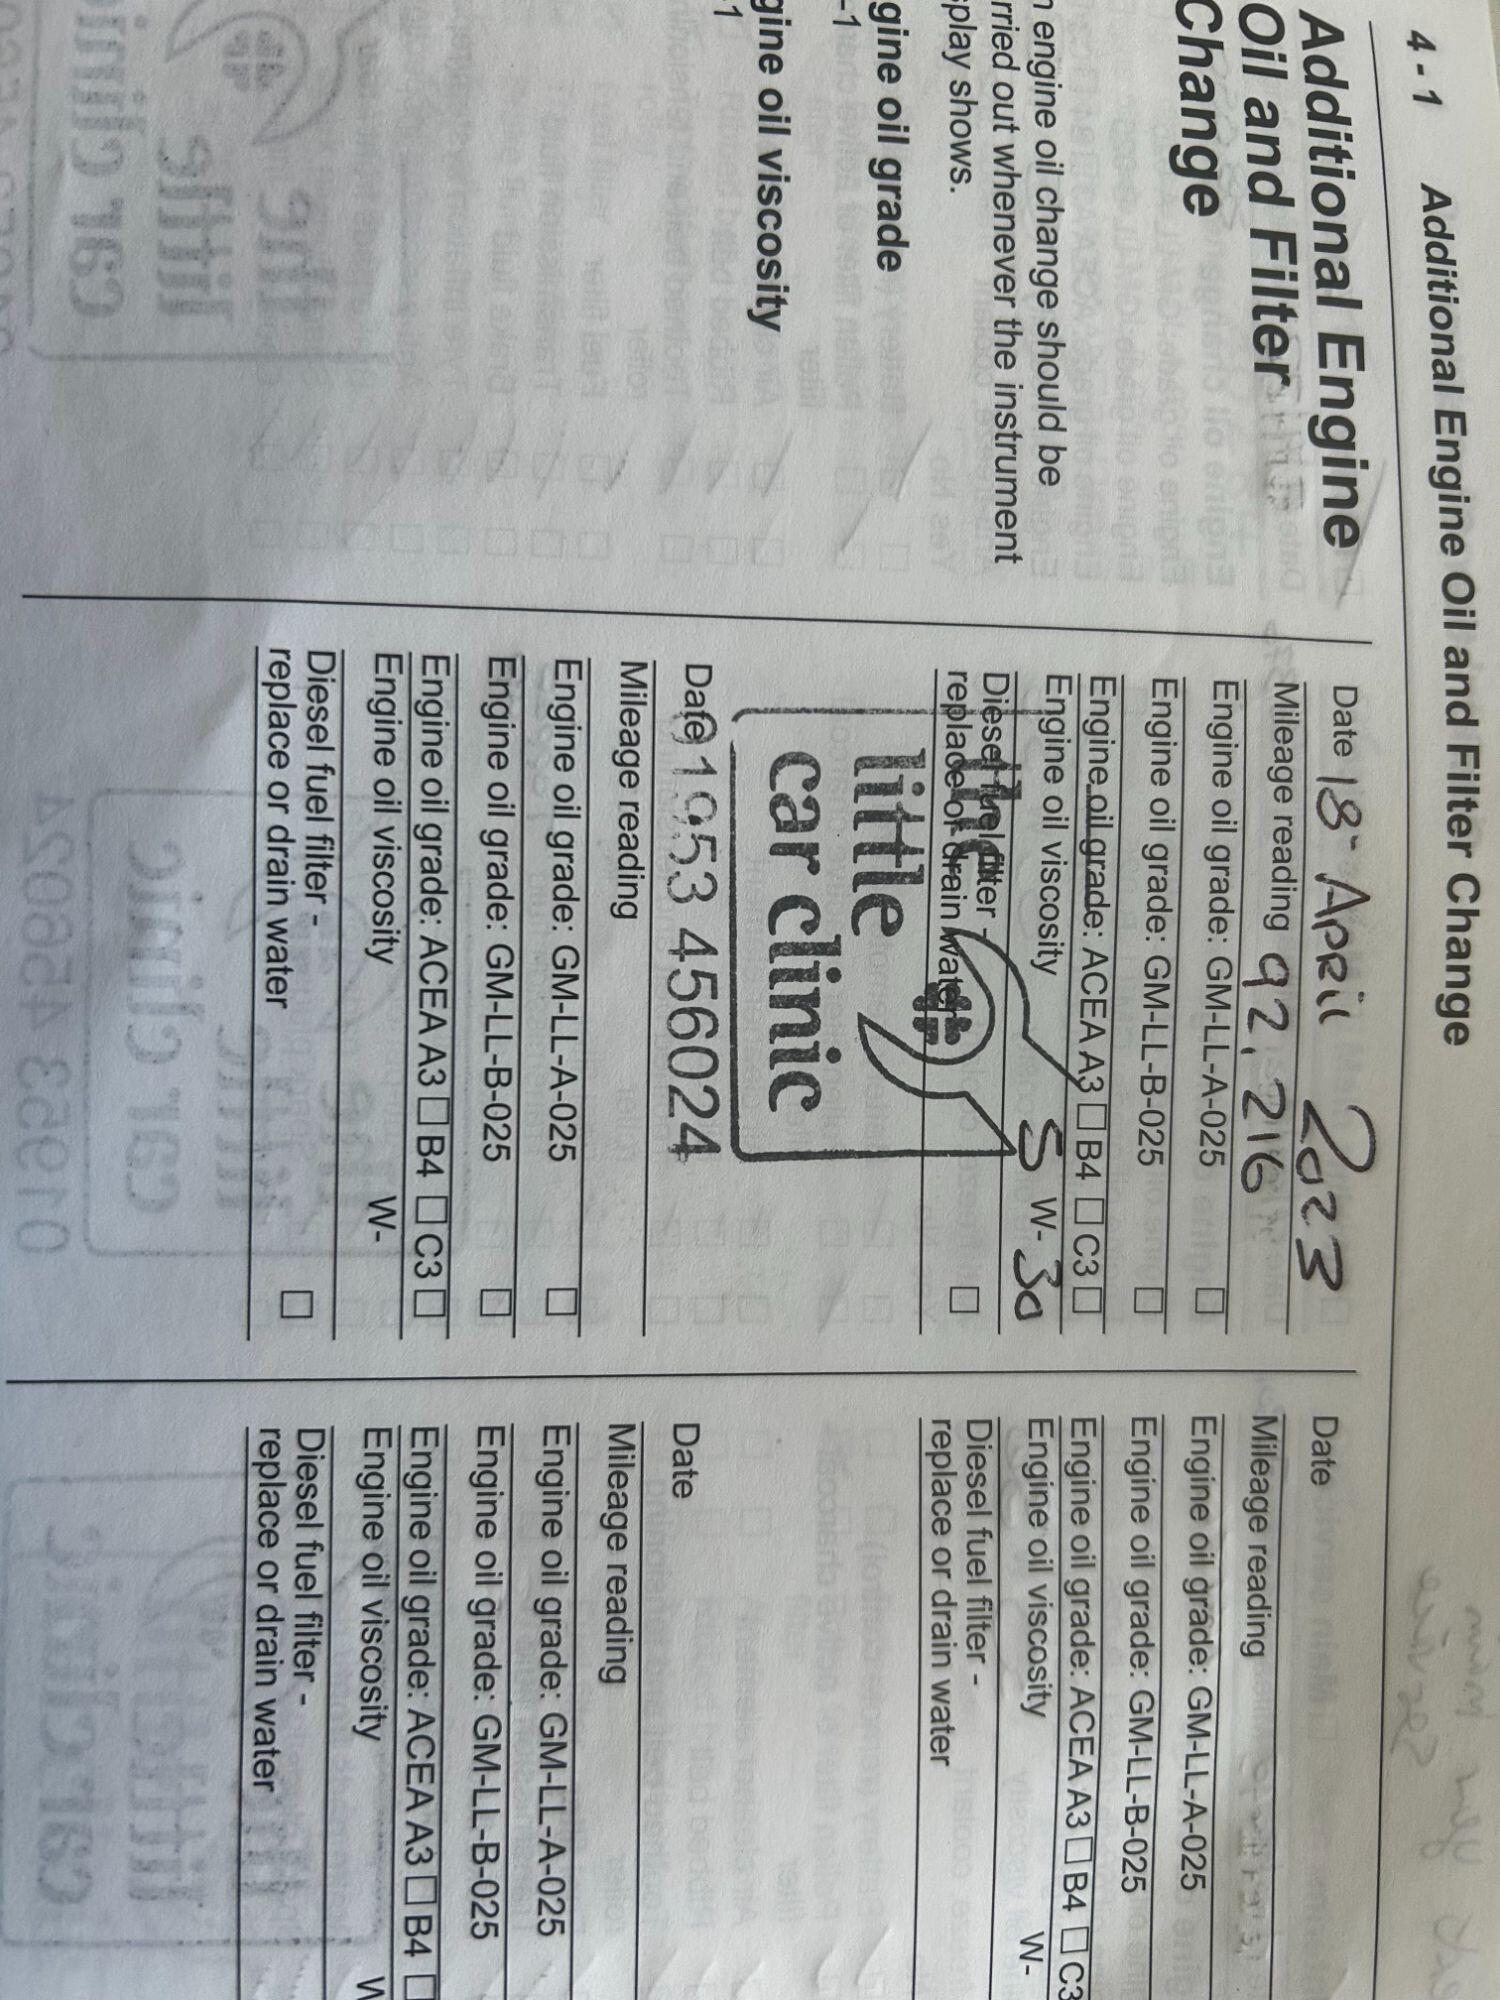 4 - 1 Additional Engine Oil and Filter Change
Additional Engine
Oil and Filter
Change
engine oil change should be
rried out whenever the instrument
splay shows.
gine oil grade
-1
gine oil viscosity
1
Date 18 April 2023
Mileage reading 92,216
Engine oil grade: GM-LL-A-025 ☐
Engine oil grade: GM-LL-B-025 ☐
Engine oil grade: ACEA A3 ☐ B4 ☐ C3 ☐
Engine oil viscosity 5 W- 30
Diesel fuel filter -
replace or drain water ☐
the
little
car clinic
01953 456024
Date
Mileage reading
Engine oil grade: GM-LL-A-025 ☐
Engine oil grade: GM-LL-B-025 ☐
Engine oil grade: ACEA A3 ☐ B4 ☐ C3 ☐
Engine oil viscosity W-
Diesel fuel filter -
replace or drain water ☐
Date
Mileage reading
Engine oil grade: GM-LL-A-025
Engine oil grade: GM-LL-B-025
Engine oil grade: ACEA A3 ☐ B4 ☐ C3
Engine oil viscosity W-
Diesel fuel filter -
replace or drain water
Date
Mileage reading
Engine oil grade: GM-LL-A-025
Engine oil grade: GM-LL-B-025
Engine oil grade: ACEA A3 ☐ B4 ☐
Engine oil viscosity W
Diesel fuel filter -
replace or drain water